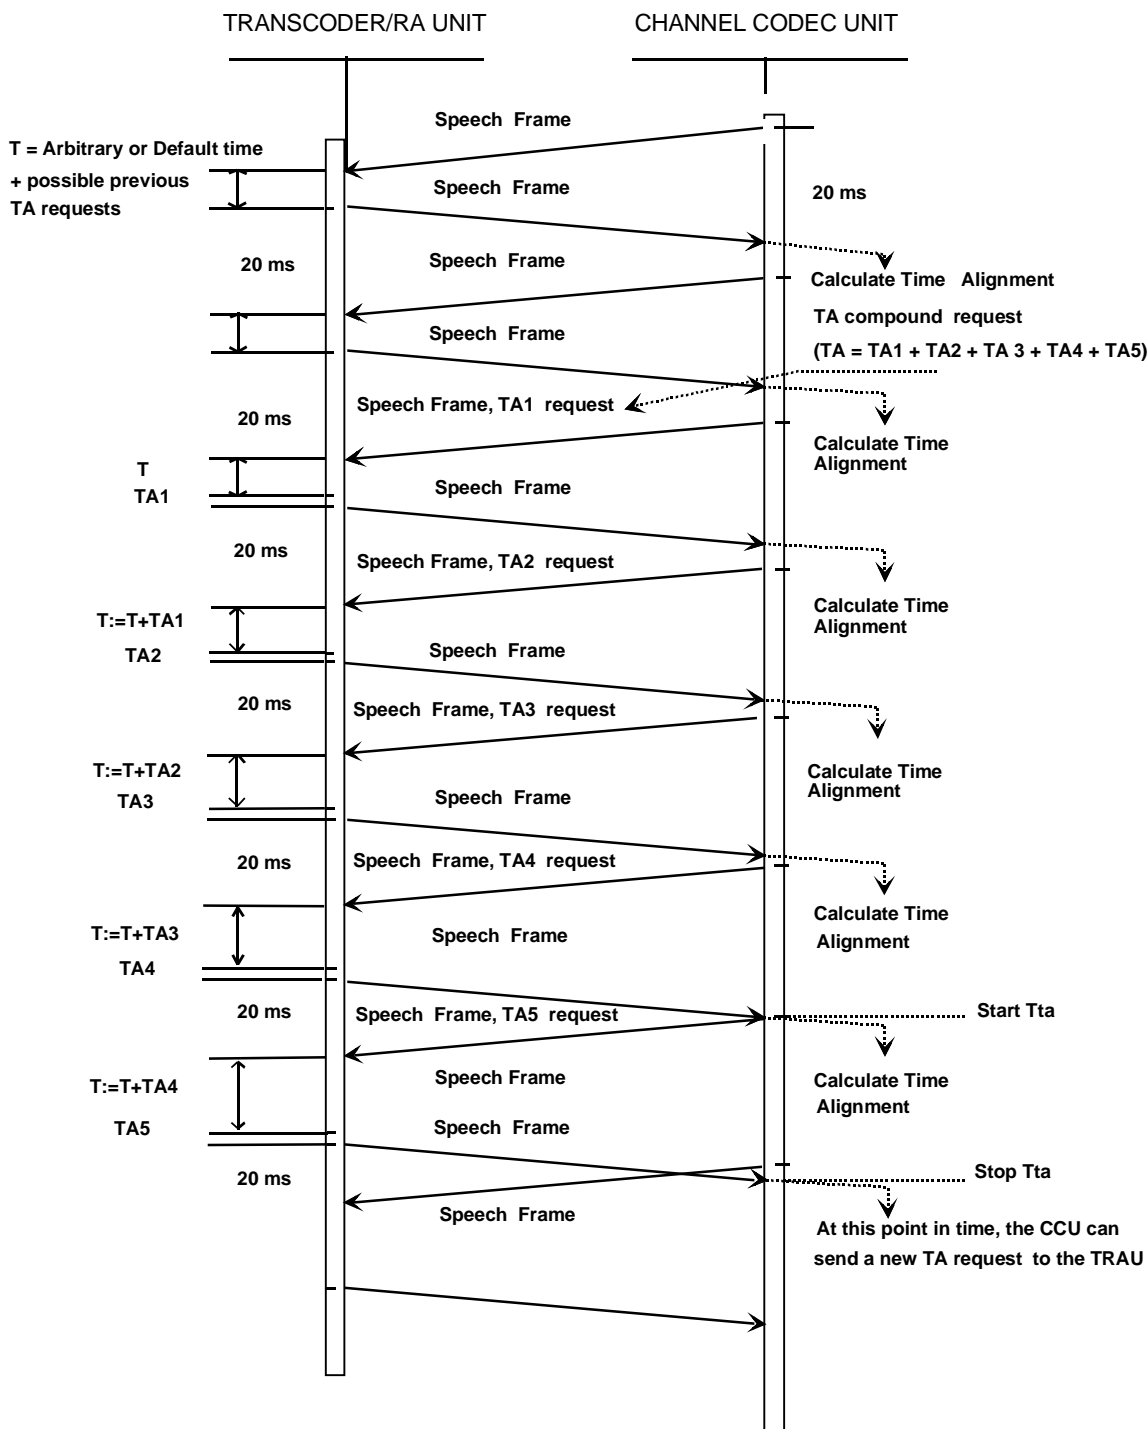 TRANSCODER/RA UNIT
CHANNEL CODEC UNIT
Speech Frame
T = Arbitrary or Default time
+ possible previous
TA requests
Speech Frame
20 ms
20 ms
Speech Frame
Calculate Time Alignment
TA compound request
(TA = TA1 + TA2 + TA 3 + TA4 + TA5)
Speech Frame
Speech Frame, TA1 request
20 ms
Calculate Time
Alignment
T
TA1
Speech Frame
20 ms
Speech Frame, TA2 request
Calculate Time
Alignment
T:=T+TA1
TA2
Speech Frame
20 ms
Speech Frame, TA3 request
T:=T+TA2
TA3
Calculate Time
Alignment
Speech Frame
20 ms
Speech Frame, TA4 request
Calculate Time
Alignment
T:=T+TA3
TA4
Speech Frame
20 ms
Speech Frame, TA5 request
Start Tta
T:=T+TA4
TA5
Speech Frame
Calculate Time
Alignment
Speech Frame
20 ms
Stop Tta
Speech Frame
At this point in time, the CCU can
send a new TA request to the TRAU